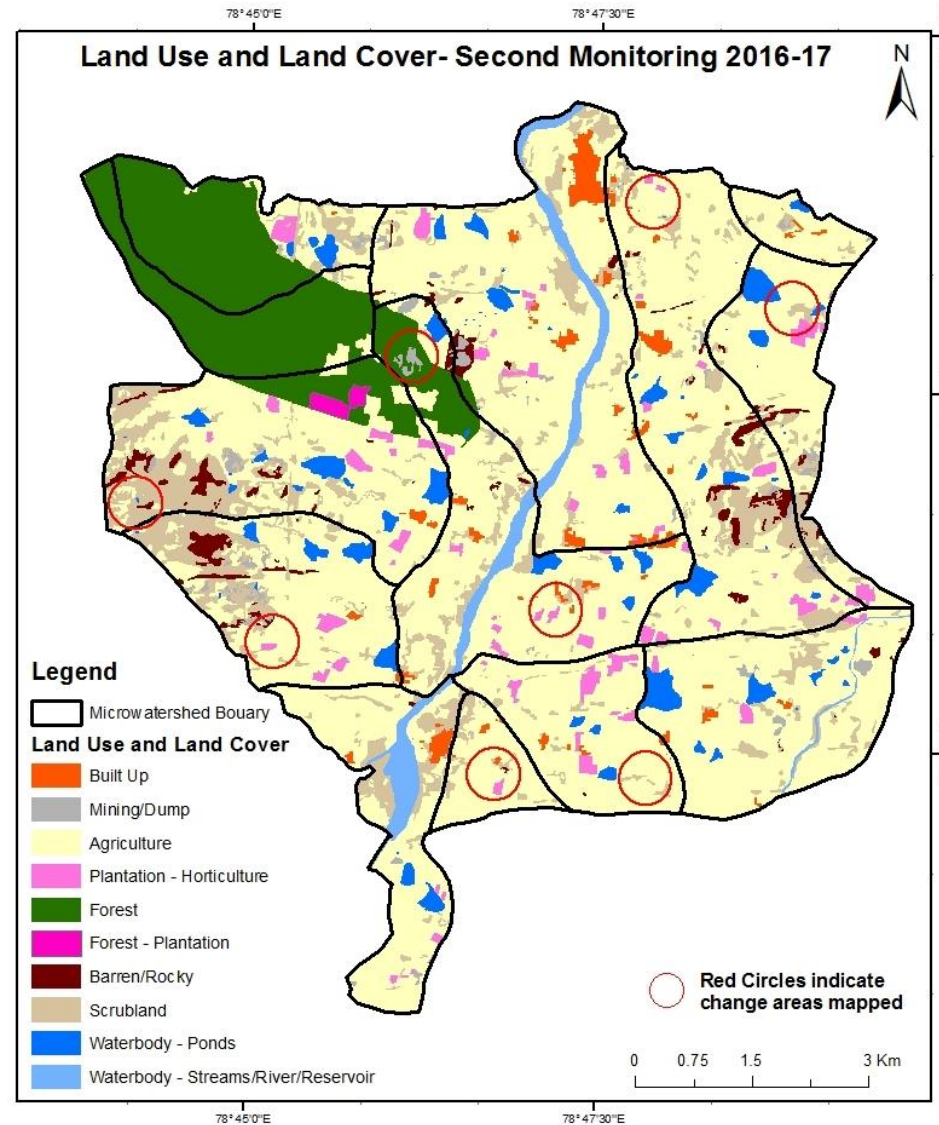 78°45'0"E
78°47'30"E
Land Use and Land Cover- Second Monitoring 2016-17
N
Legend
Microwatershed Bouary
Land Use and Land Cover
Built Up
Mining/Dump
Agriculture
Plantation - Horticulture
Forest
Forest - Plantation
Barren/Rocky
Scrubland
Waterbody - Ponds
Waterbody - Streams/River/Reservoir
Red Circles indicate
change areas mapped
0 0.75 1.5 3 Km
78°45'0"E
78°47'30"E